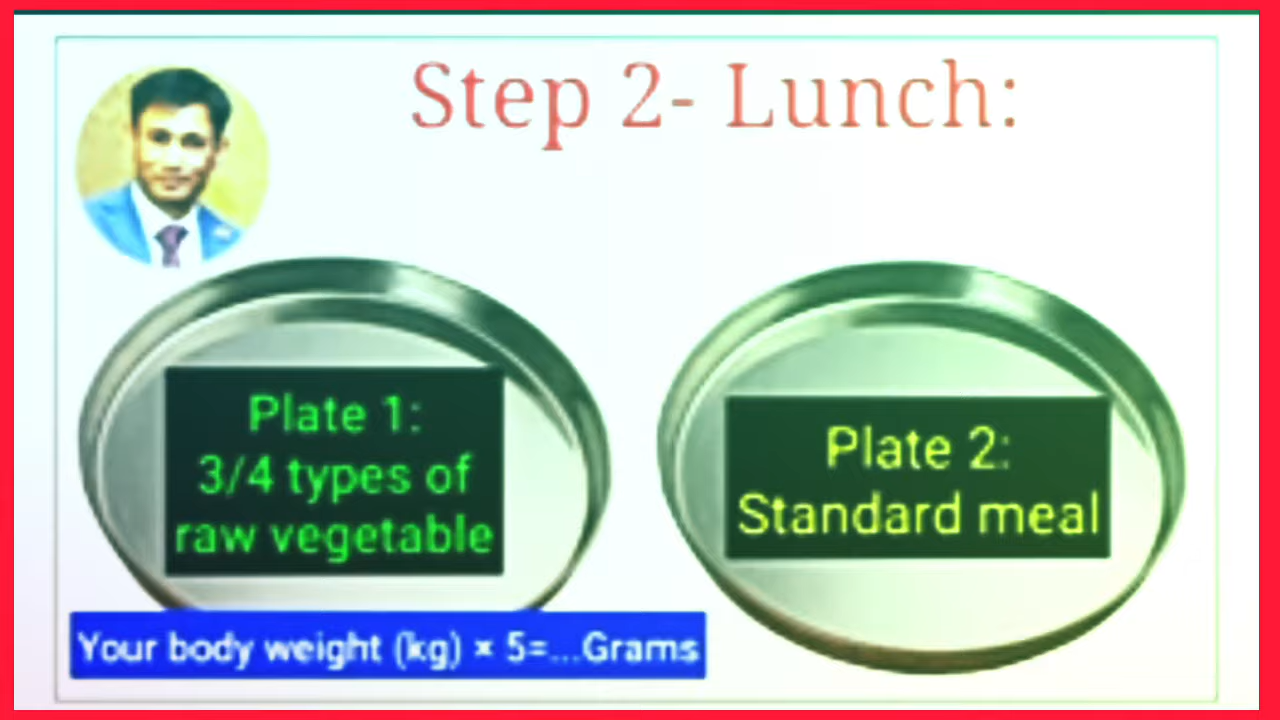 Step 2- Lunch:
Plate 1:
3/4 types of
raw vegetable
Plate 2:
Standard meal
Your body weight (kg) × 5=...Grams